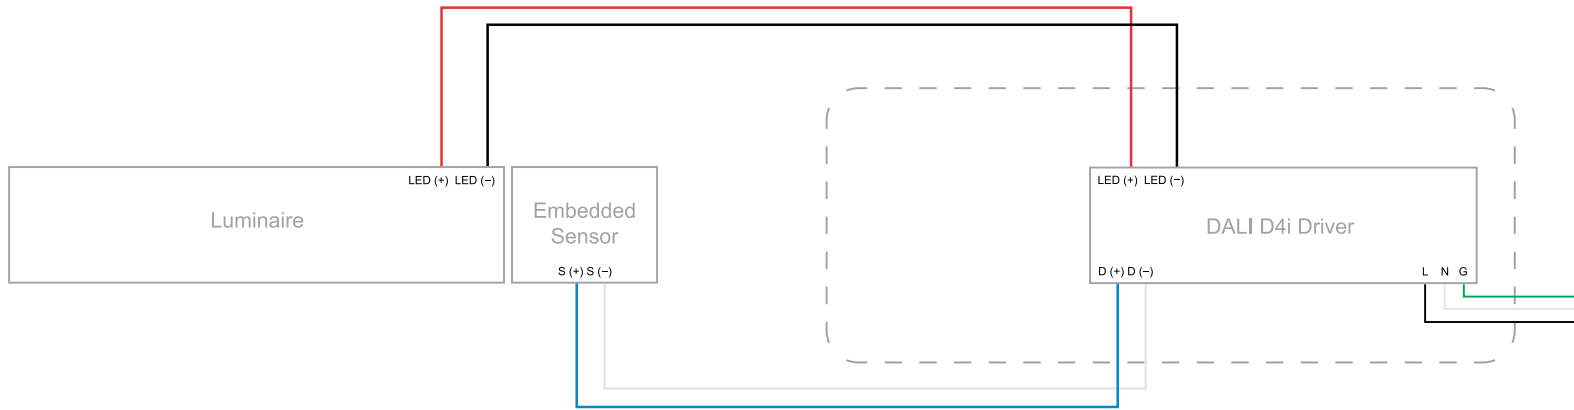 LED (+) LED (–)
Luminaire
Embedded
Sensor
S (+) S (–)
LED (+) LED (–)
DALI D4i Driver
D (+) D (–)
L N G